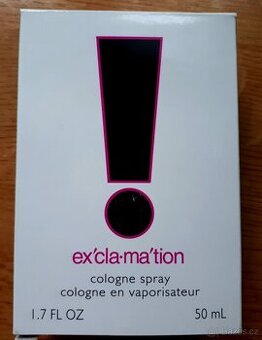 !
ex'cla·ma'tion
cologne spray
cologne en vaporisateur
1.7 FL OZ 50 mL